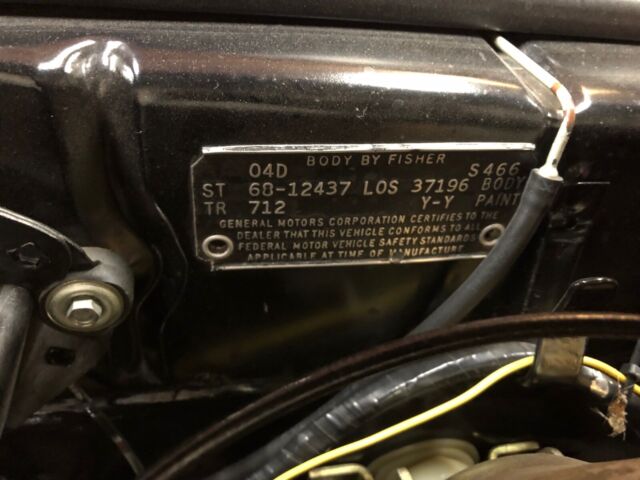 BODY BY FISHER
04D S466
ST 68-12437 LOS 37196 BODY
TR 712 Y-Y PAINT
GENERAL MOTORS CORPORATION CERTIFIES TO THE
DEALER THAT THIS VEHICLE CONFORMS TO ALL
FEDERAL MOTOR VEHICLE SAFETY STANDARDS
APPLICABLE AT TIME OF MANUFACTURE